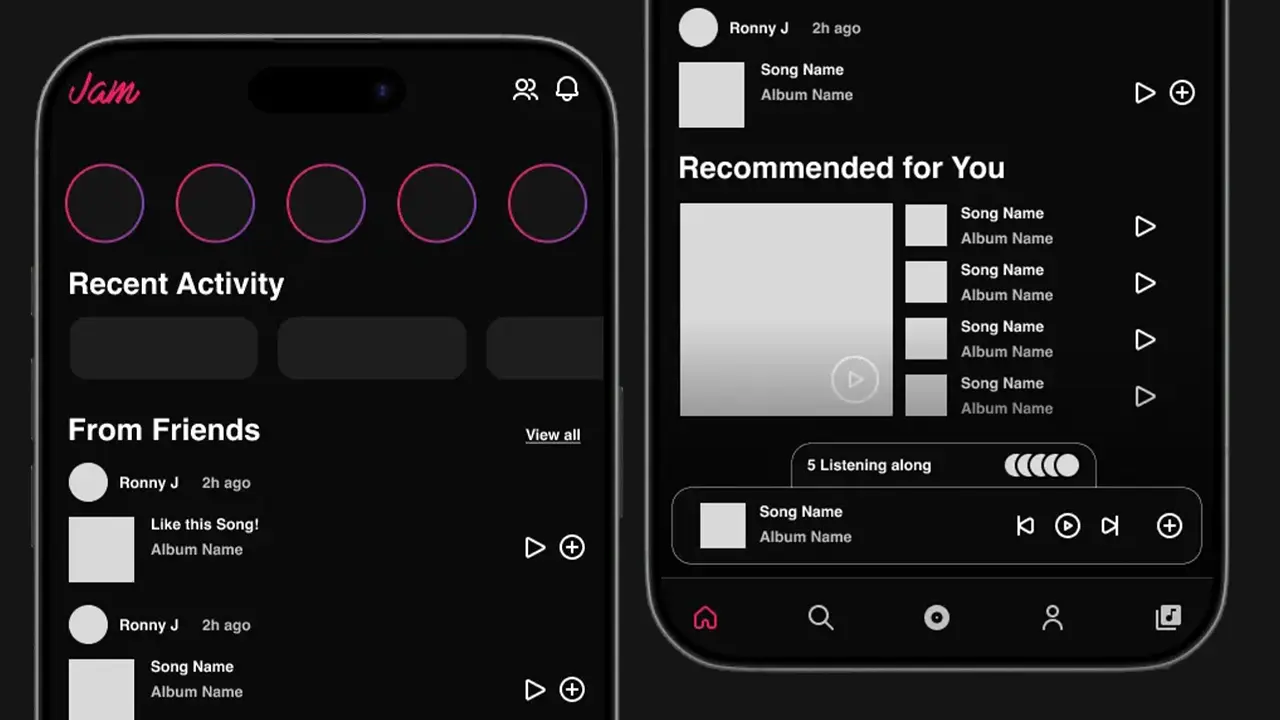 Jam
Recent Activity
From Friends
View all
Ronny J 2h ago
Like this Song!
Album Name
Ronny J 2h ago
Song Name
Album Name
Ronny J 2h ago
Song Name
Album Name
Recommended for You
Song Name
Album Name
Song Name
Album Name
Song Name
Album Name
Song Name
Album Name
5 Listening along
Song Name
Album Name